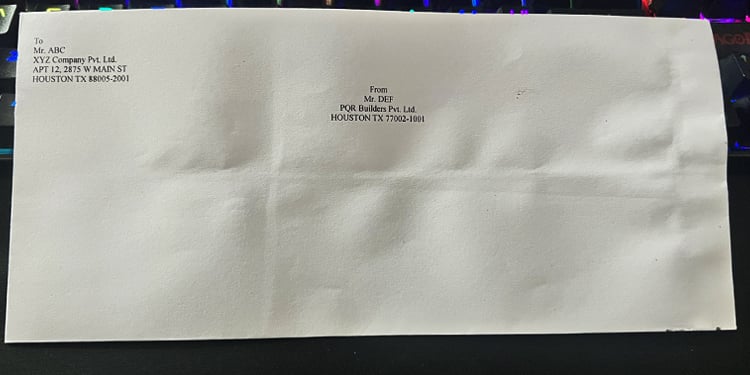 To
Mr. ABC
XYZ Company Pvt. Ltd.
APT 12, 2875 W MAIN ST
HOUSTON TX 88005-2001
From
Mr. DEF
PQR Builders Pvt. Ltd.
HOUSTON TX 77002-1001